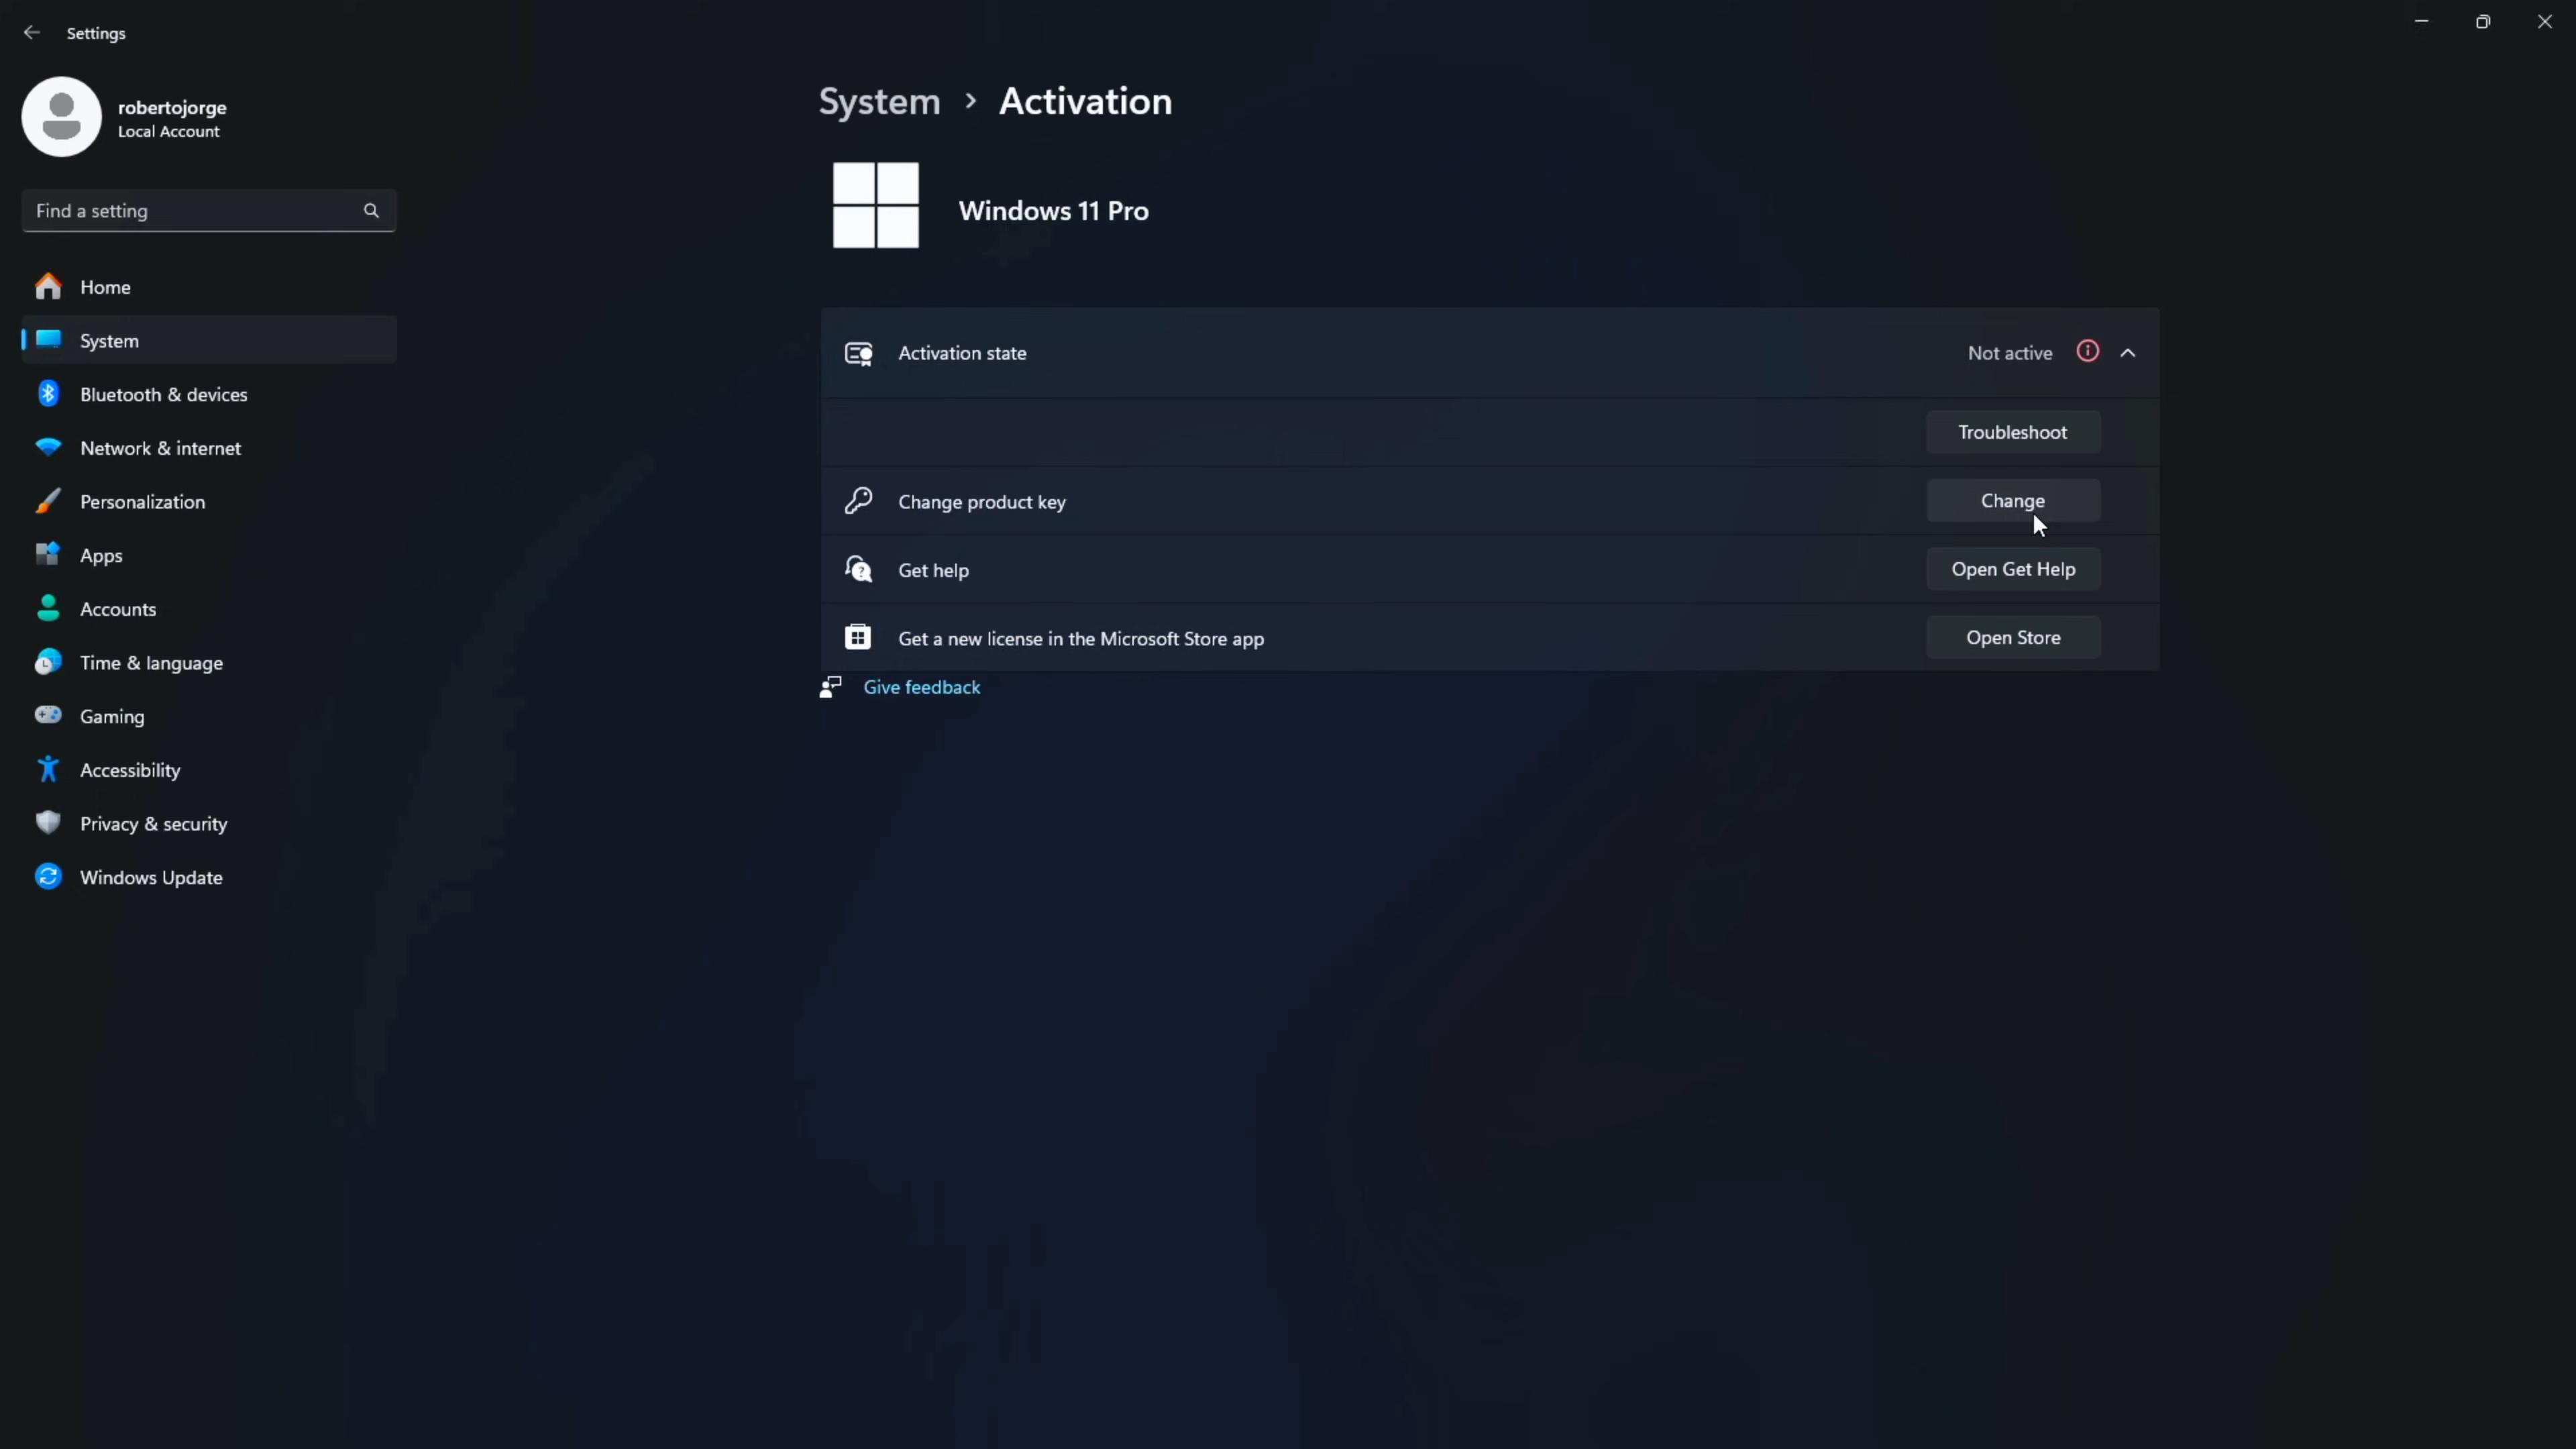 Settings
robertojorge
Local Account
Find a setting
Home
System
Bluetooth & devices
Network & internet
Personalization
Apps
Accounts
Time & language
Gaming
Accessibility
Privacy & security
Windows Update
System > Activation
Windows 11 Pro
Activation state Not active
Troubleshoot
Change product key Change
Get help Open Get Help
Get a new license in the Microsoft Store app Open Store
Give feedback